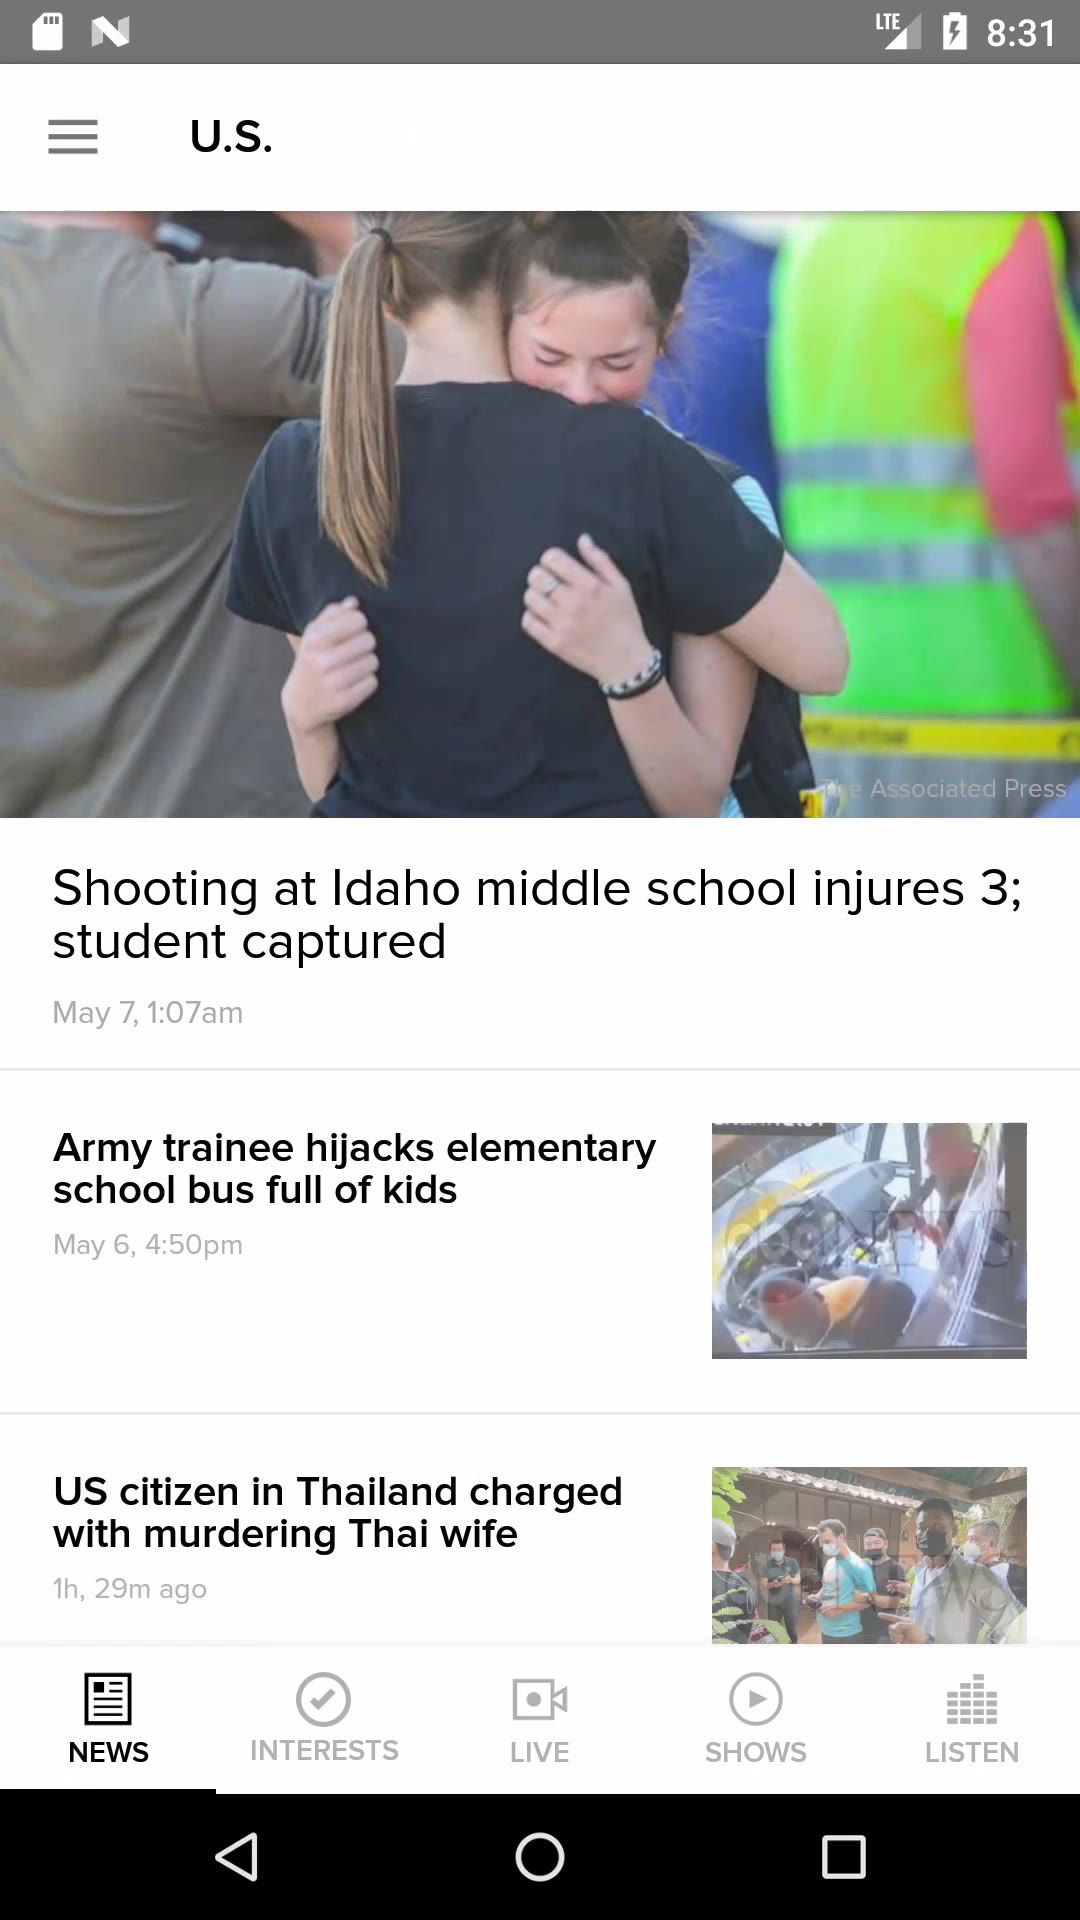 LTE 8:31
U.S.
The Associated Press
Shooting at Idaho middle school injures 3;
student captured
May 7, 1:07am
Army trainee hijacks elementary
school bus full of kids
May 6, 4:50pm
abc NEWS
US citizen in Thailand charged
with murdering Thai wife
1h, 29m ago
NEWS
INTERESTS
LIVE
SHOWS
LISTEN